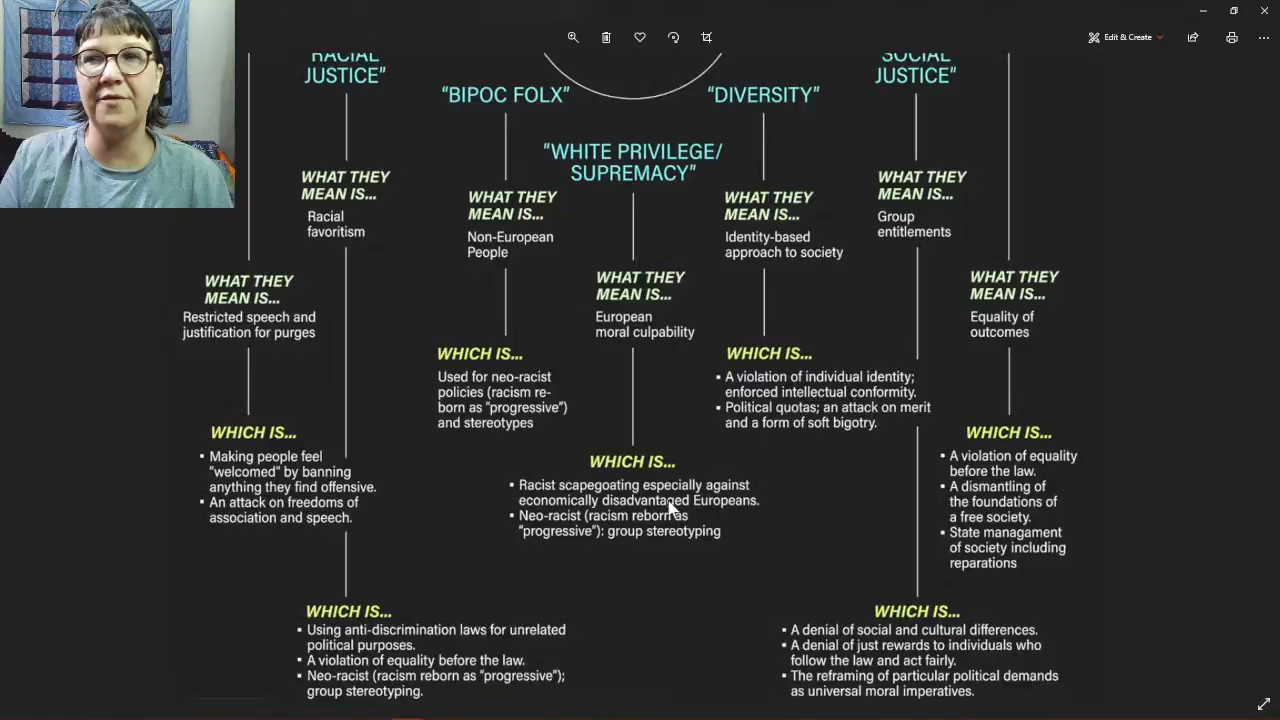 Edit & Create
RACIAL
JUSTICE"
"BIPOC FOLX"
"DIVERSITY"
SOCIAL
JUSTICE"
"WHITE PRIVILEGE/
SUPREMACY"
WHAT THEY
MEAN IS...
Racial
favoritism
WHAT THEY
MEAN IS...
Non-European
People
WHAT THEY
MEAN IS...
Identity-based
approach to society
WHAT THEY
MEAN IS...
Group
entitlements
WHAT THEY
MEAN IS...
Restricted speech and
justification for purges
WHAT THEY
MEAN IS...
European
moral culpability
WHAT THEY
MEAN IS...
Equality of
outcomes
WHICH IS...
Used for neo-racist
policies (racism re-
born as "progressive")
and stereotypes
WHICH IS...
▪ A violation of individual identity;
enforced intellectual conformity.
▪ Political quotas; an attack on merit
and a form of soft bigotry.
WHICH IS...
▪ Making people feel
"welcomed" by banning
anything they find offensive.
▪ An attack on freedoms of
association and speech.
WHICH IS...
▪ Racist scapegoating especially against
economically disadvantaged Europeans.
▪ Neo-racist (racism reborn as
"progressive"): group stereotyping
WHICH IS...
▪ A violation of equality
before the law.
▪ A dismantling of
the foundations of
a free society.
▪ State managament
of society including
reparations
WHICH IS...
▪ Using anti-discrimination laws for unrelated
political purposes.
▪ A violation of equality before the law.
▪ Neo-racist (racism reborn as "progressive");
group stereotyping.
WHICH IS...
▪ A denial of social and cultural differences.
▪ A denial of just rewards to individuals who
follow the law and act fairly.
▪ The reframing of particular political demands
as universal moral imperatives.